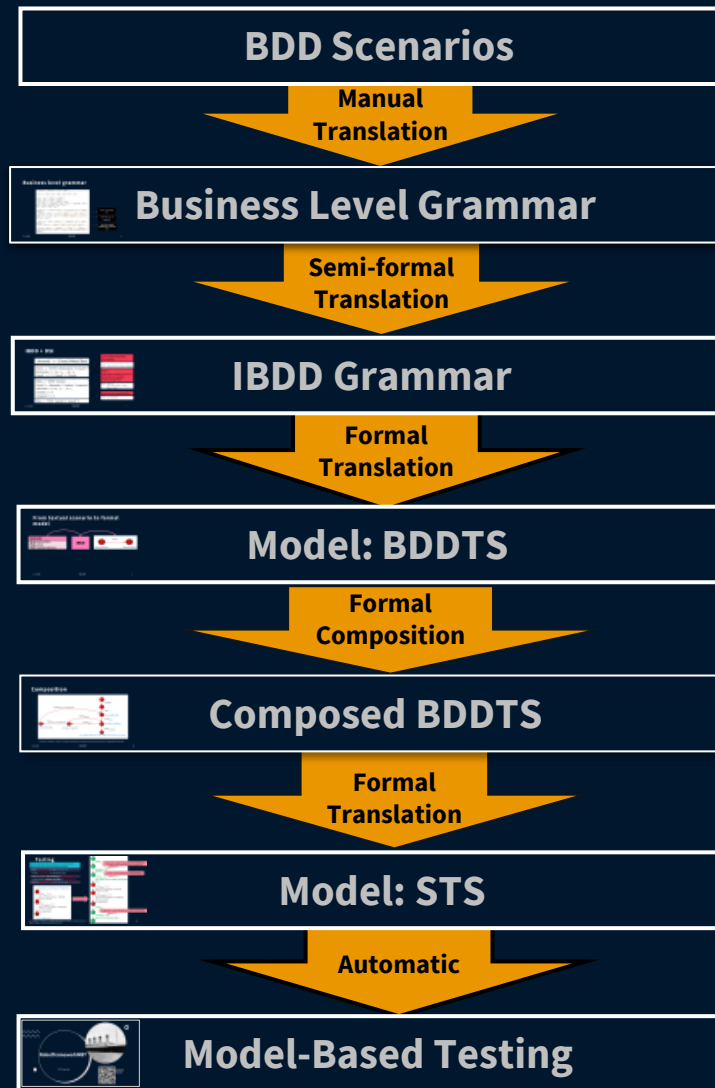 BDD Scenarios
Manual
Translation
Business level grammar
Business Level Grammar
Semi-formal
Translation
IBDD Grammar
Formal
Translation
From textual scenario to formal
model
Model: BDDTS
Formal
Composition
Composition
Composed BDDTS
Formal
Translation
Testing
Model: STS
Automatic
Model-Based Testing